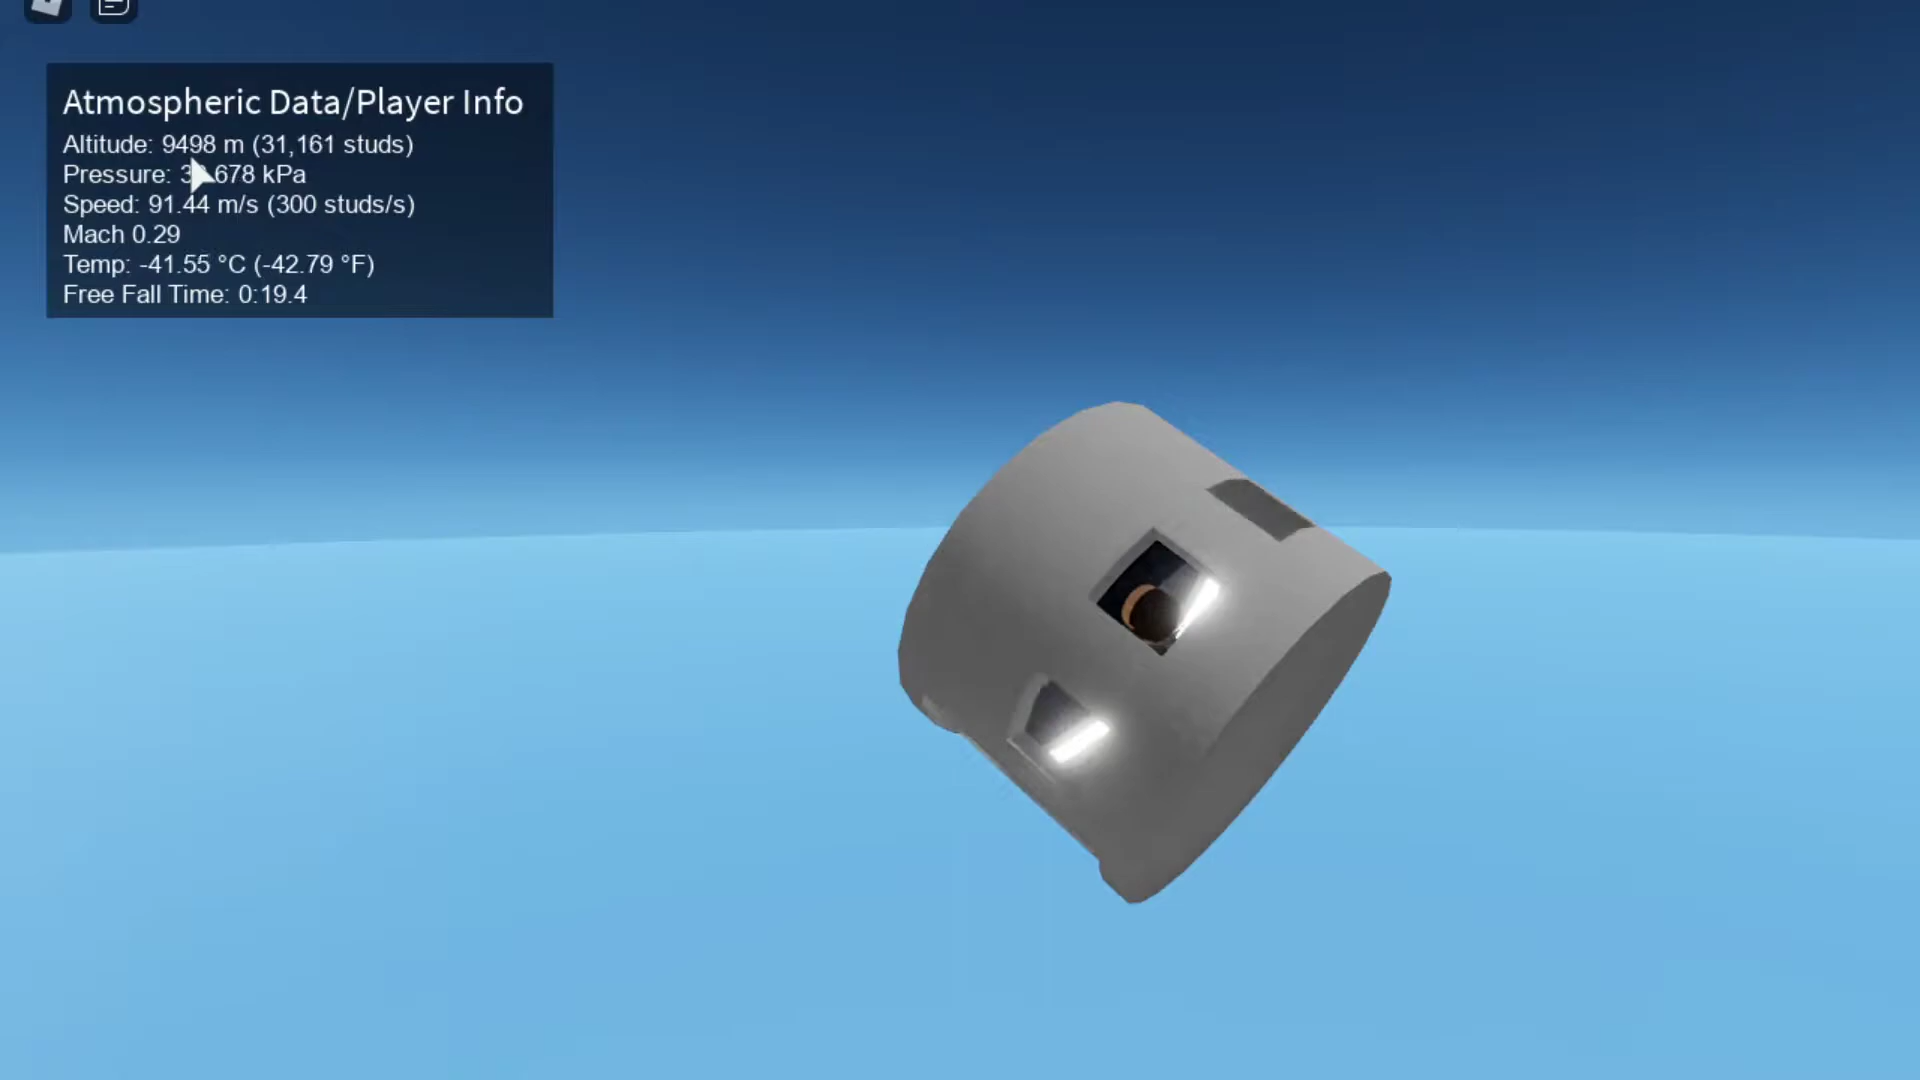 Atmospheric Data/Player Info
Altitude: 9498 m (31,161 studs)
Pressure: kPa
Speed: 91.44 m/s (300 studs/s)
Mach 0.29
Temp: -41.55 °C (-42.79 °F)
Free Fall Time: 0:19.4